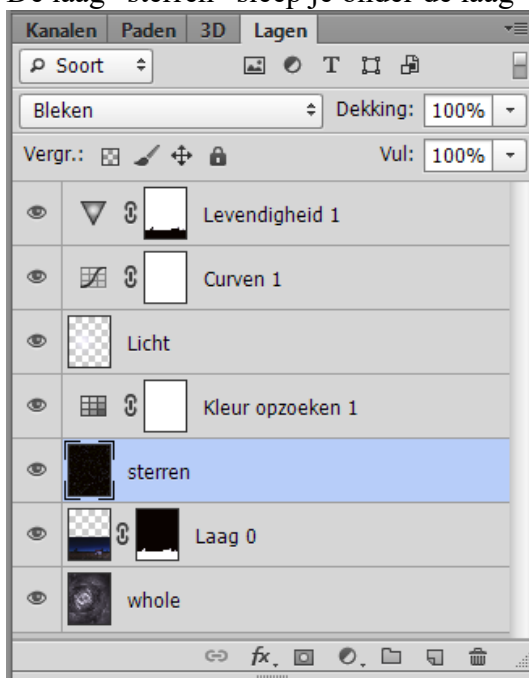 De laag "sterren" sleep je onder de laag
Kanalen Paden 3D Lagen
Soort
Bleken Dekking: 100%
Vergr.: Vul: 100%
Levendigheid 1
Curven 1
Licht
Kleur opzoeken 1
sterren
Laag 0
whole
fx